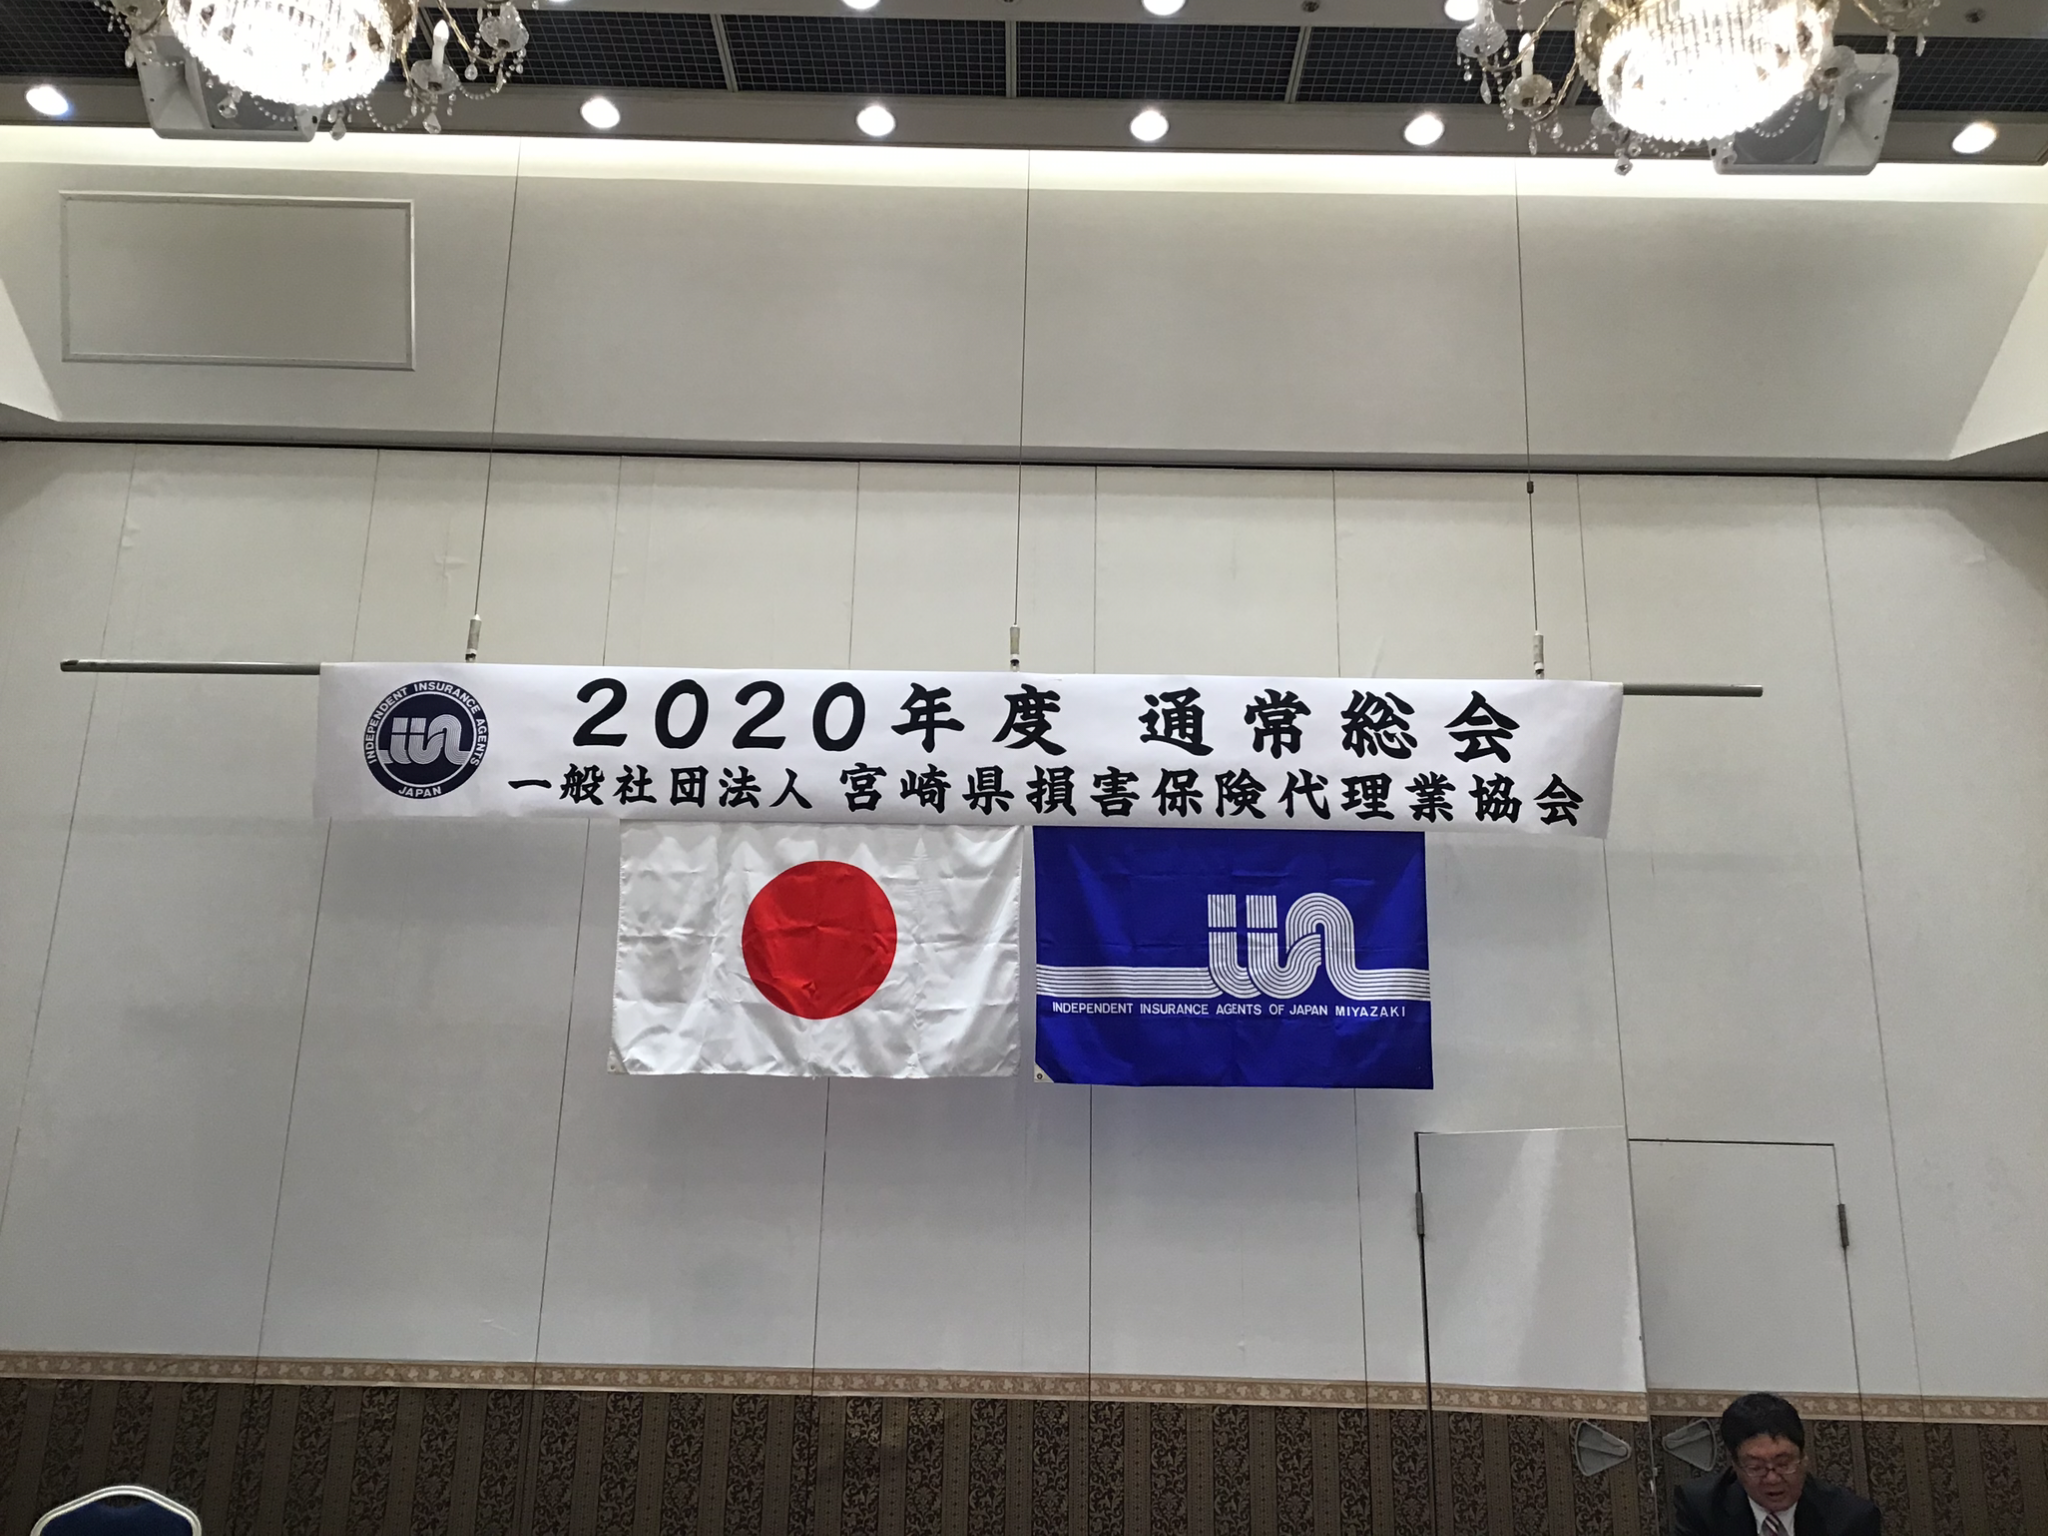 2020年度 通常総会
INDEPENDENT INSURANCE AGENTS
JAPAN
一般社団法人 宮崎県損害保険代理業協会
INDEPENDENT INSURANCE AGENTS OF JAPAN MIYAZAKI